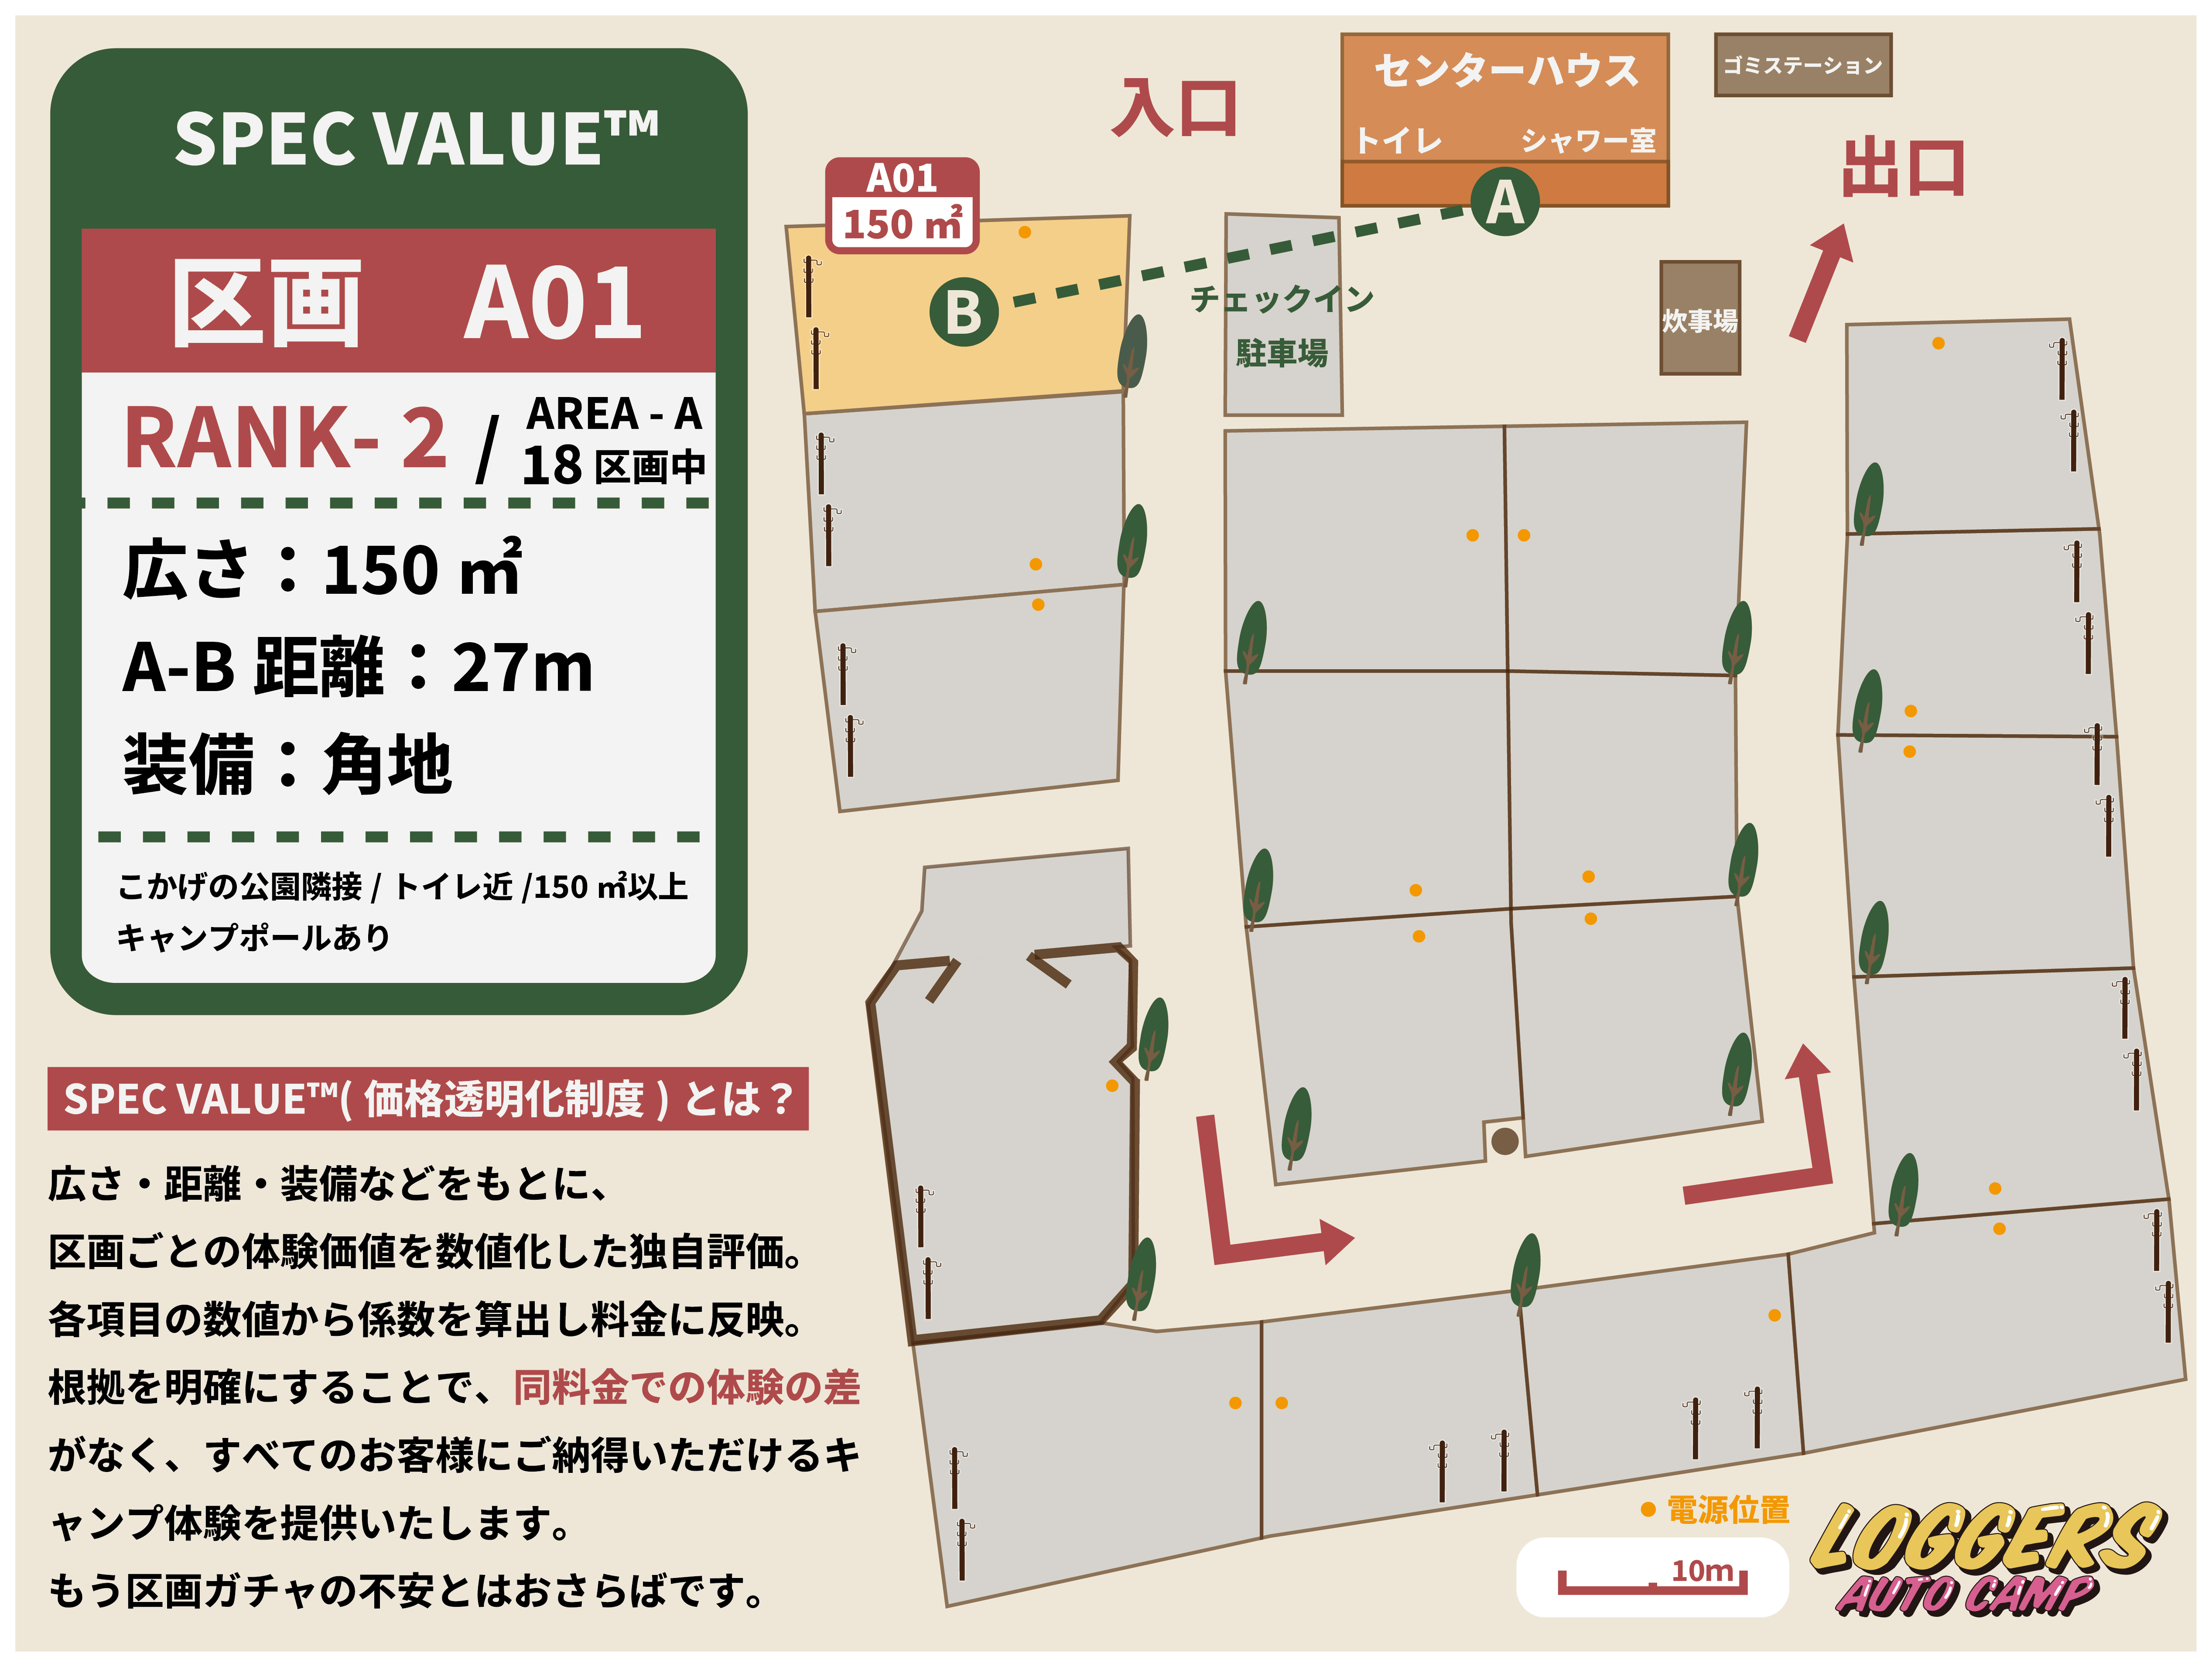 SPEC VALUE™
区画 A01
RANK- 2 / AREA - A
18 区画中
広さ：150 ㎡
A-B 距離：27m
装備：角地
こかげの公園隣接 / トイレ近 /150 ㎡以上
キャンプポールあり
SPEC VALUE™( 価格透明化制度 ) とは？
広さ・距離・装備などをもとに、
区画ごとの体験価値を数値化した独自評価。
各項目の数値から係数を算出し料金に反映。
根拠を明確にすることで、同料金での体験の差
がなく、すべてのお客様にご納得いただけるキ
ャンプ体験を提供いたします。
もう区画ガチャの不安とはおさらばです。
入口
センターハウス
トイレ シャワー室
ゴミステーション
出口
A01
150 ㎡
A
B
チェックイン
駐車場
炊事場
電源位置
10m
LOGGERS
AUTO CAMP